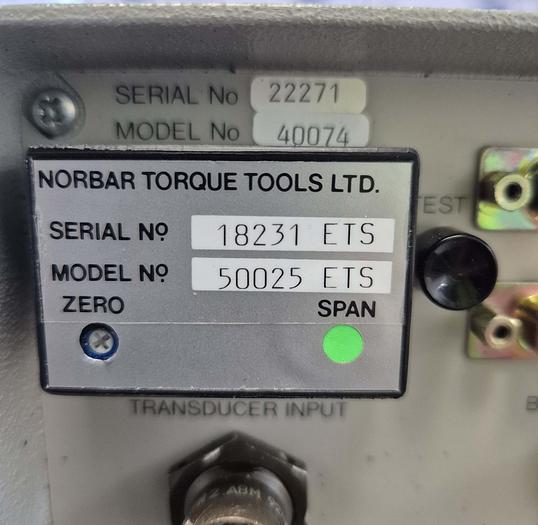 SERIAL No 22271
MODEL No 40074
NORBAR TORQUE TOOLS LTD.
TEST
SERIAL Nº 18231 ETS
MODEL Nº 50025 ETS
ZERO SPAN
TRANSDUCER INPUT
B
ABM